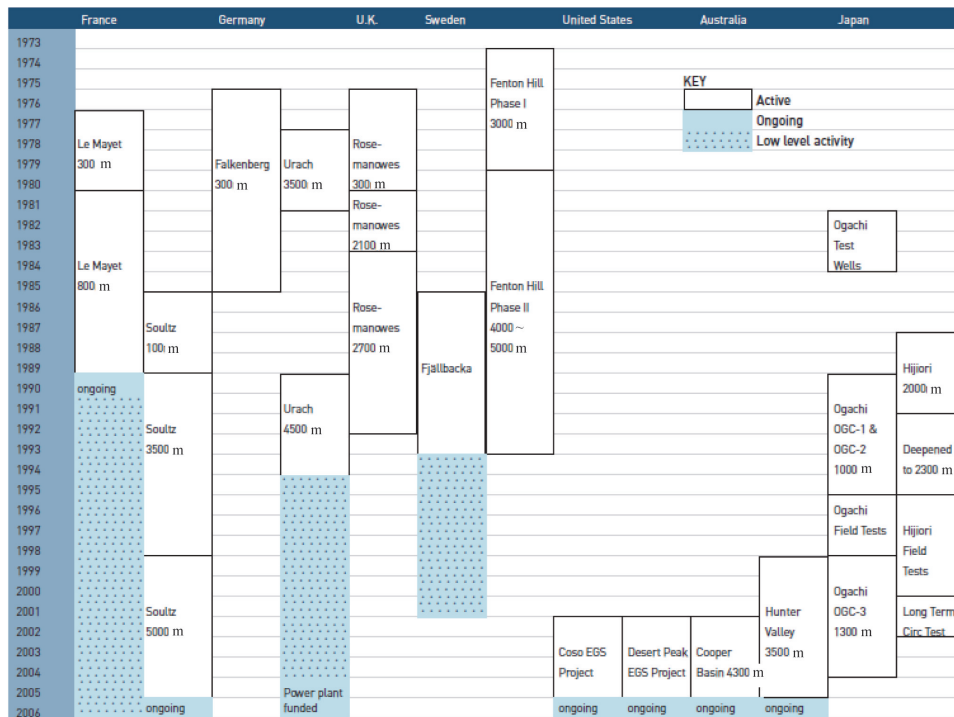 France Germany U.K. Sweden United States Australia Japan
1973
1974
1975
1976
1977
1978
1979
1980
1981
1982
1983
1984
1985
1986
1987
1988
1989
1990
1991
1992
1993
1994
1995
1996
1997
1998
1999
2000
2001
2002
2003
2004
2005
2006
Le Mayet
300 m
Le Mayet
800 m
ongoing
Soultz
100 m
Soultz
3500 m
Soultz
5000 m
ongoing
Falkenberg
300 m
Urach
3500 m
Urach
4500 m
Power plant
funded
Rose-
manowes
300 m
Rose-
manowes
2100 m
Rose-
manowes
2700 m
Fjällbacka
Fenton Hill
Phase I
3000 m
Fenton Hill
Phase II
4000 ~
5000 m
Coso EGS
Project
ongoing
Desert Peak
EGS Project
ongoing
KEY
Active
Ongoing
Low level activity
Cooper
Basin 4300 m
ongoing
Hunter
Valley
3500 m
ongoing
Ogachi
Test
Wells
Ogachi
OGC-1 &
OGC-2
1000 m
Ogachi
Field Tests
Ogachi
OGC-3
1300 m
Hijiori
2000 m
Deepened
to 2300 m
Hijiori
Field
Tests
Long Term
Circ Test